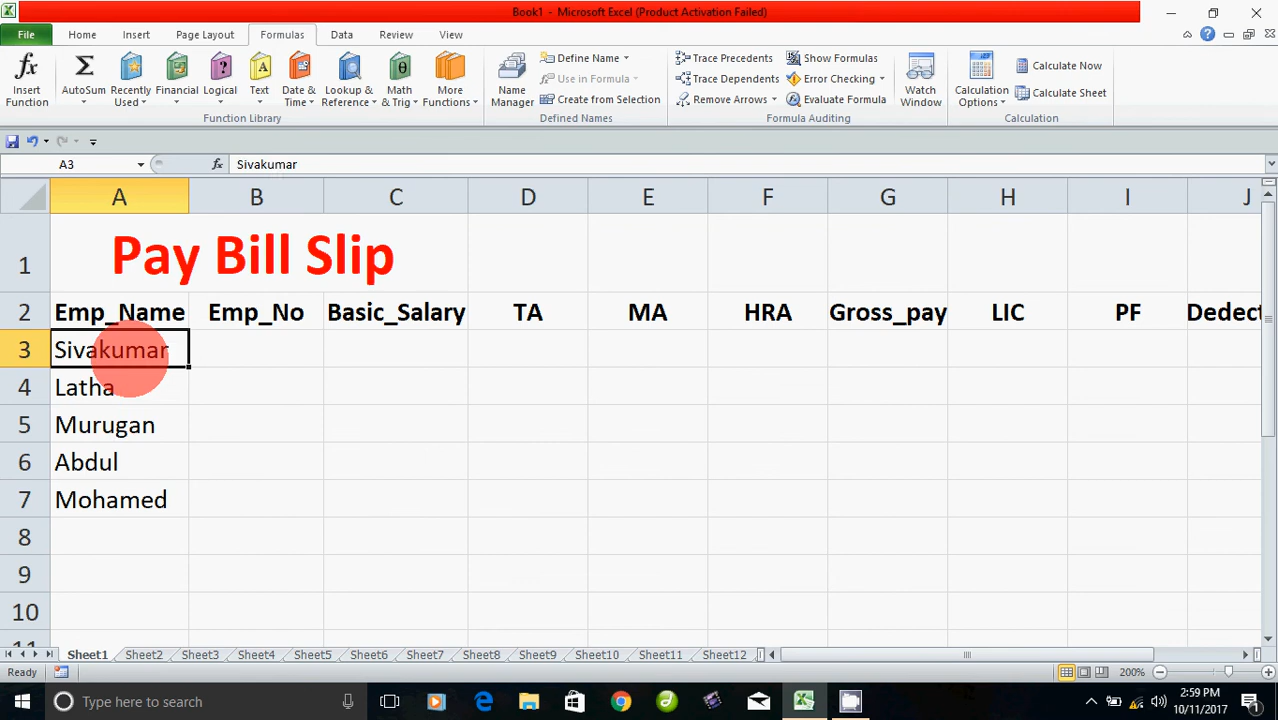 Book1 - Microsoft Excel (Product Activation Failed)
File Home Insert Page Layout Formulas Data Review View
Insert Function
AutoSum
Recently Used
Financial
Logical
Text
Date & Time
Lookup & Reference
Math & Trig
More Functions
Function Library
Name Manager
Define Name
Use in Formula
Create from Selection
Defined Names
Trace Precedents
Trace Dependents
Remove Arrows
Show Formulas
Error Checking
Evaluate Formula
Formula Auditing
Watch Window
Calculation Options
Calculate Now
Calculate Sheet
Calculation
A3 fx Sivakumar
A B C D E F G H I J
1 Pay Bill Slip
2 Emp_Name Emp_No Basic_Salary TA MA HRA Gross_pay LIC PF Dedect
3 Sivakumar
4 Latha
5 Murugan
6 Abdul
7 Mohamed
8
9
10
11
Sheet1 Sheet2 Sheet3 Sheet4 Sheet5 Sheet6 Sheet7 Sheet8 Sheet9 Sheet10 Sheet11 Sheet12
Ready 200%
Type here to search
2:59 PM
10/11/2017